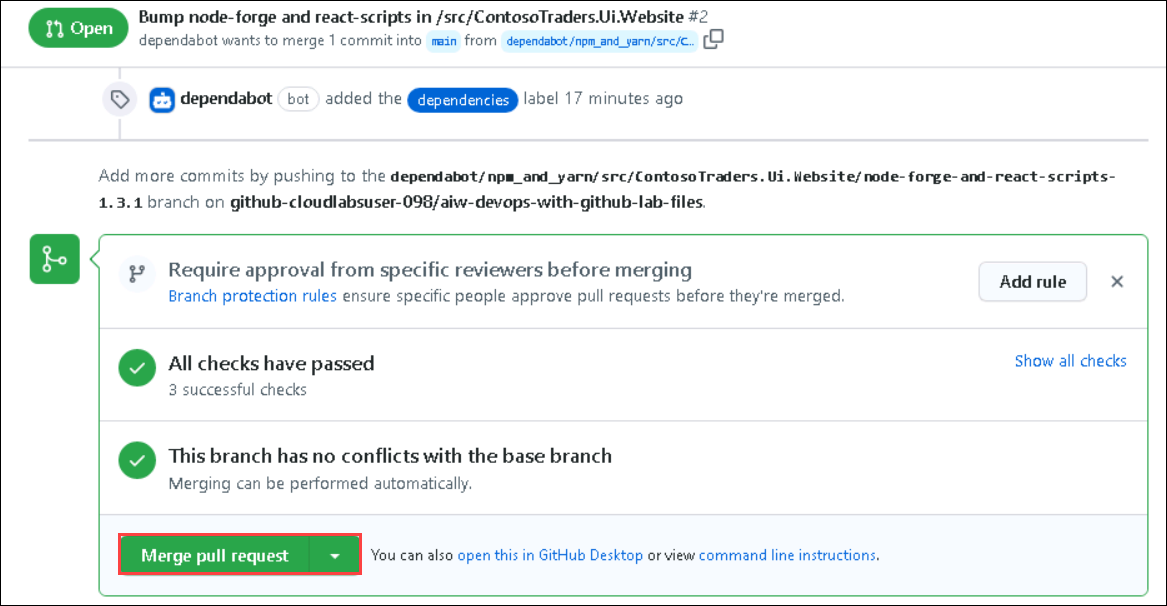 Open
Bump node-forge and react-scripts in /src/ContosoTraders.Ui.Website #2
dependabot wants to merge 1 commit into main from dependabot/npm_and_yarn/src/C…
dependabot bot added the dependencies label 17 minutes ago
Add more commits by pushing to the dependabot/npm_and_yarn/src/ContosoTraders.Ui.Website/node-forge-and-react-scripts-
1.3.1 branch on github-cloudlabsuser-098/aiw-devops-with-github-lab-files.
Require approval from specific reviewers before merging
Branch protection rules ensure specific people approve pull requests before they're merged.
Add rule
All checks have passed
3 successful checks
Show all checks
This branch has no conflicts with the base branch
Merging can be performed automatically.
Merge pull request
You can also open this in GitHub Desktop or view command line instructions.